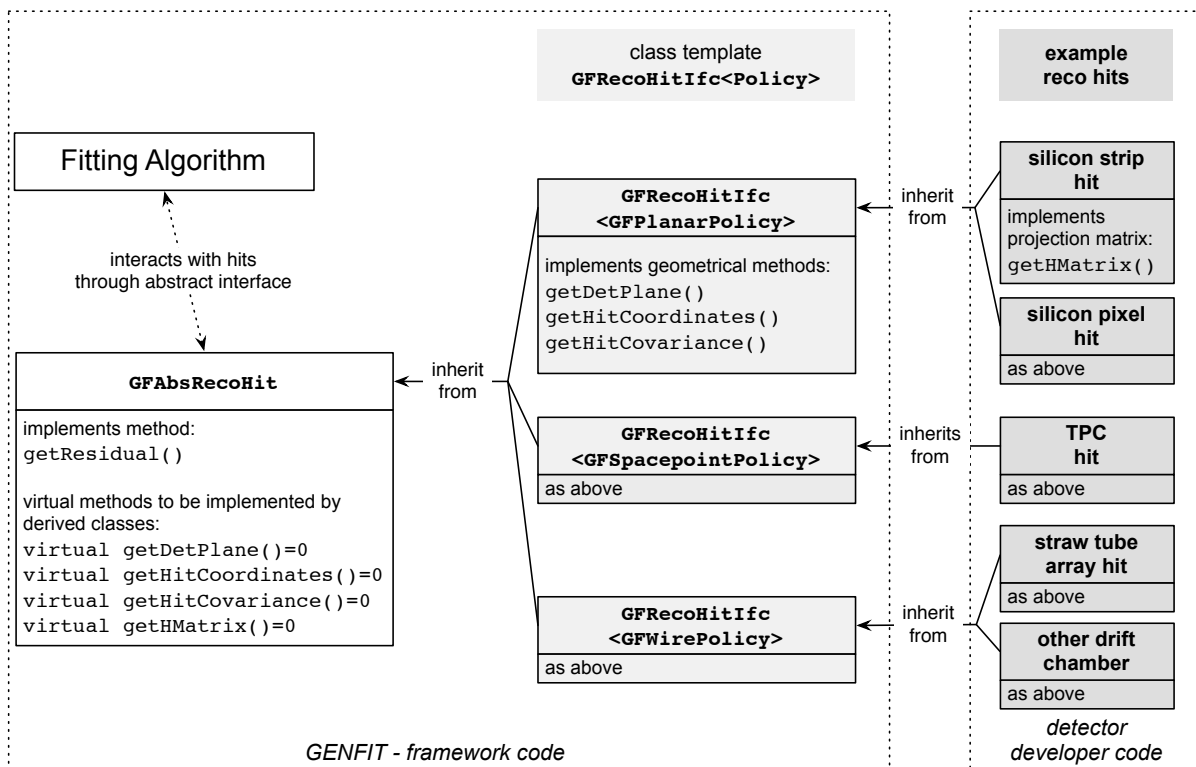 class template
GFRecoHitIfc<Policy>
example
reco hits
Fitting Algorithm
interacts with hits
through abstract interface
GFAbsRecoHit
implements method:
getResidual()
virtual methods to be implemented by
derived classes:
virtual getDetPlane()=0
virtual getHitCoordinates()=0
virtual getHitCovariance()=0
virtual getHMatrix()=0
inherit
from
GFRecoHitIfc
<GFPlanarPolicy>
implements geometrical methods:
getDetPlane()
getHitCoordinates()
getHitCovariance()
GFRecoHitIfc
<GFSpacepointPolicy>
as above
GFRecoHitIfc
<GFWirePolicy>
as above
inherit
from
inherits
from
inherit
from
silicon strip
hit
implements
projection matrix:
getHMatrix()
silicon pixel
hit
as above
TPC
hit
as above
straw tube
array hit
other drift
chamber
as above
GENFIT - framework code
detector
developer code